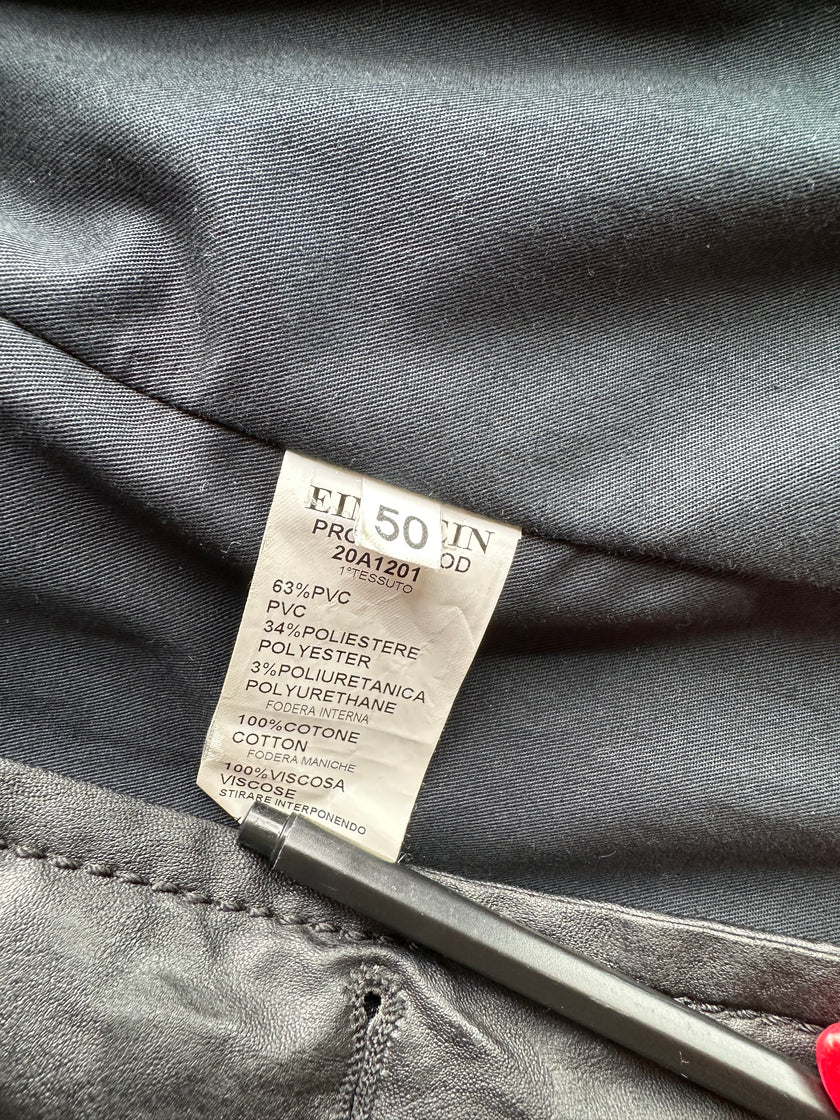 50
20A1201
1°TESSUTO
63%PVC
PVC
34%POLIESTERE
POLYESTER
3%POLIURETANICA
POLYURETHANE
FODERA INTERNA
100%COTONE
COTTON
FODERA MANICHE
100%VISCOSA
VISCOSE
STIRARE INTERPONENDO